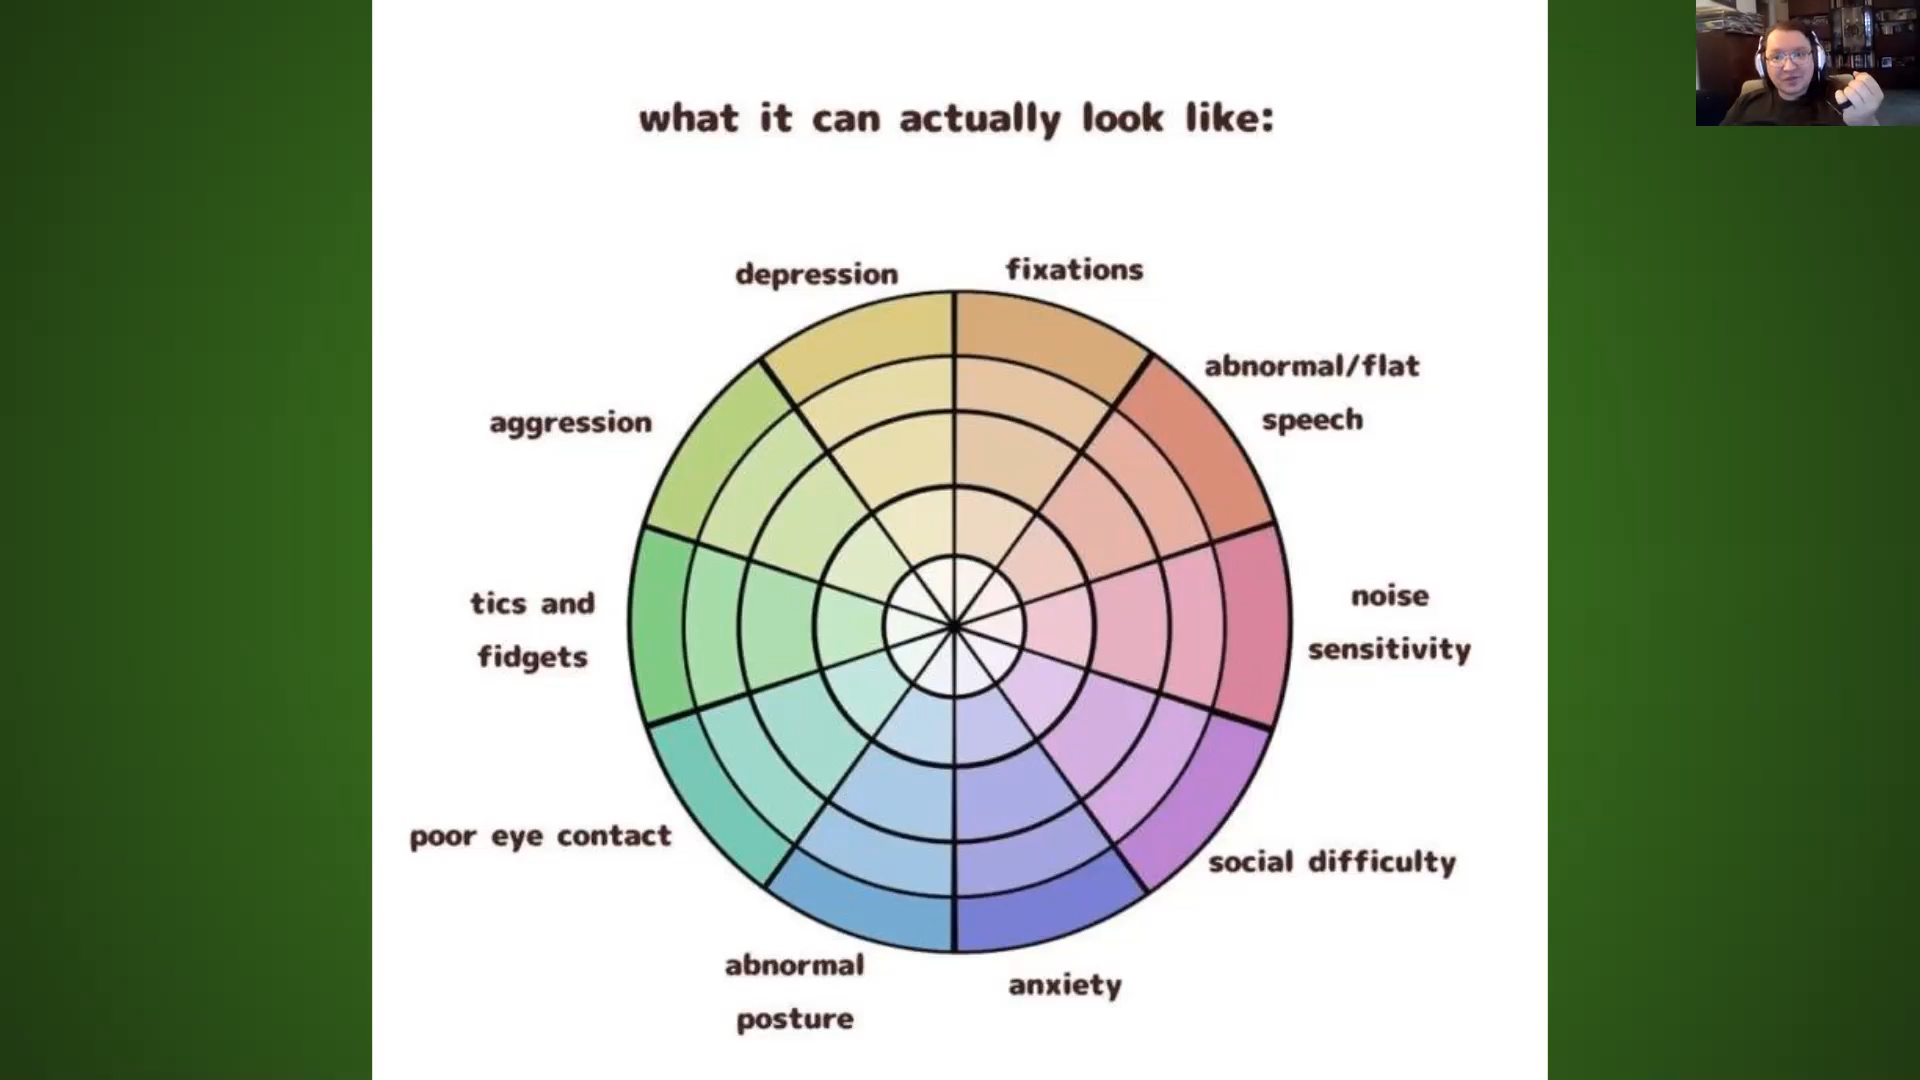 what it can actually look like:
depression
fixations
abnormal/flat
speech
aggression
noise
sensitivity
tics and
fidgets
poor eye contact
social difficulty
abnormal
posture
anxiety